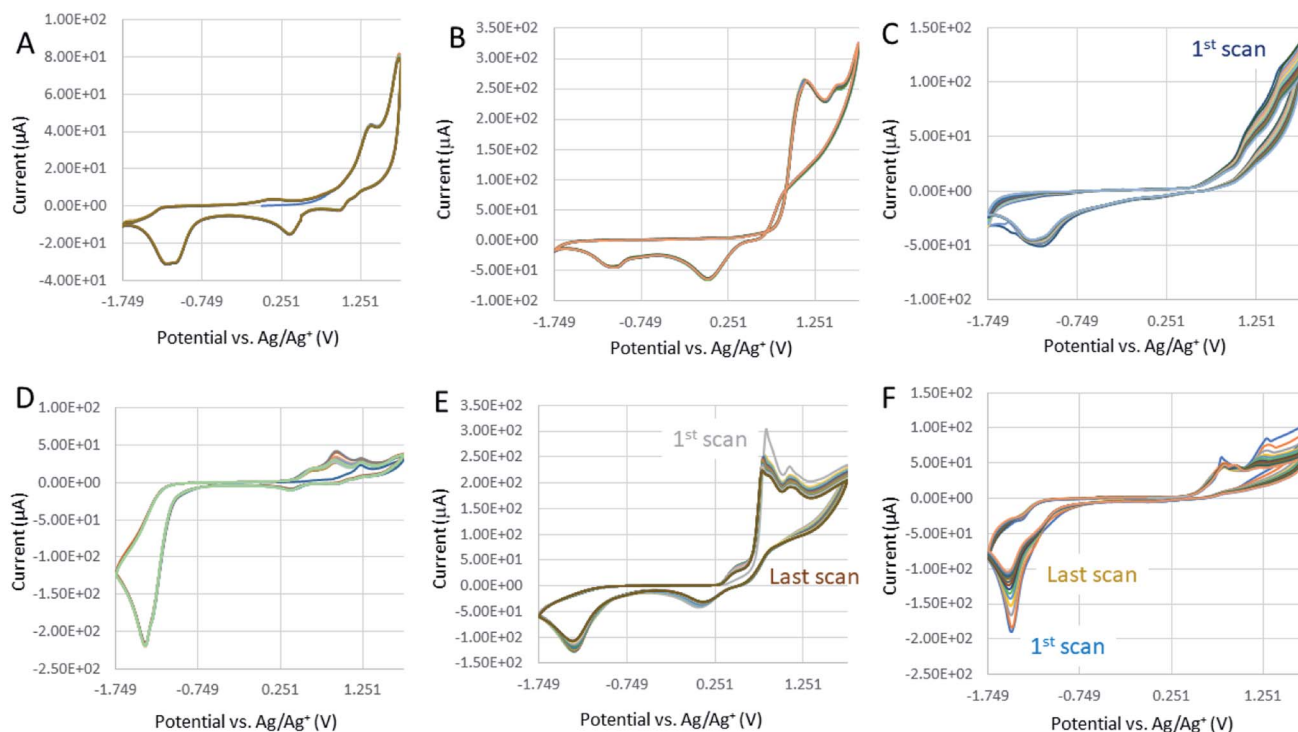 A
1.00E+02
8.00E+01
6.00E+01
4.00E+01
2.00E+01
0.00E+00
-2.00E+01
-4.00E+01
Current (µA)
-1.749 -0.749 0.251 1.251
Potential vs. Ag/Ag⁺ (V)
B
3.50E+02
3.00E+02
2.50E+02
2.00E+02
1.50E+02
1.00E+02
5.00E+01
0.00E+00
-5.00E+01
-1.00E+02
Current (µA)
-1.749 -0.749 0.251 1.251
Potential vs. Ag/Ag⁺ (V)
C
1ˢᵗ scan
1.50E+02
1.00E+02
5.00E+01
0.00E+00
-5.00E+01
-1.00E+02
Current (µA)
-1.749 -0.749 0.251 1.251
Potential vs. Ag/Ag⁺ (V)
D
1.00E+02
5.00E+01
0.00E+00
-5.00E+01
-1.00E+02
-1.50E+02
-2.00E+02
-2.50E+02
Current (µA)
-1.749 -0.749 0.251 1.251
Potential vs. Ag/Ag⁺ (V)
E
1ˢᵗ scan
3.50E+02
3.00E+02
2.50E+02
2.00E+02
1.50E+02
1.00E+02
5.00E+01
0.00E+00
-5.00E+01
-1.00E+02
-1.50E+02
Last scan
Current (µA)
-1.749 -0.749 0.251 1.251
Potential vs. Ag/Ag⁺ (V)
F
1.50E+02
1.00E+02
5.00E+01
0.00E+00
-5.00E+01
-1.00E+02
-1.50E+02
-2.00E+02
-2.50E+02
Last scan
1ˢᵗ scan
Current (µA)
-1.749 -0.749 0.251 1.251
Potential vs. Ag/Ag⁺ (V)